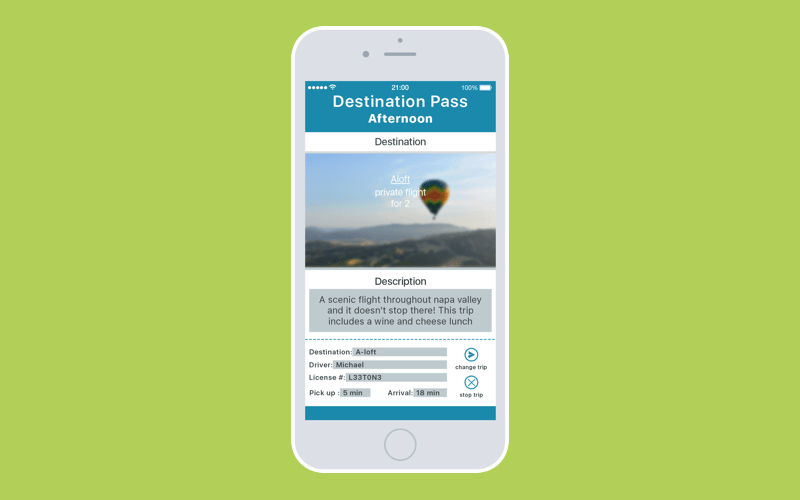 21:00
100%
Destination Pass
Afternoon
Destination
Aloft
private flight
for 2
Description
A scenic flight throughout napa valley
and it doesn't stop there! This trip
includes a wine and cheese lunch
Destination: A-loft
Driver: Michael
License #: L33T0N3
Pick up : 5 min
Arrival: 18 min
change trip
stop trip